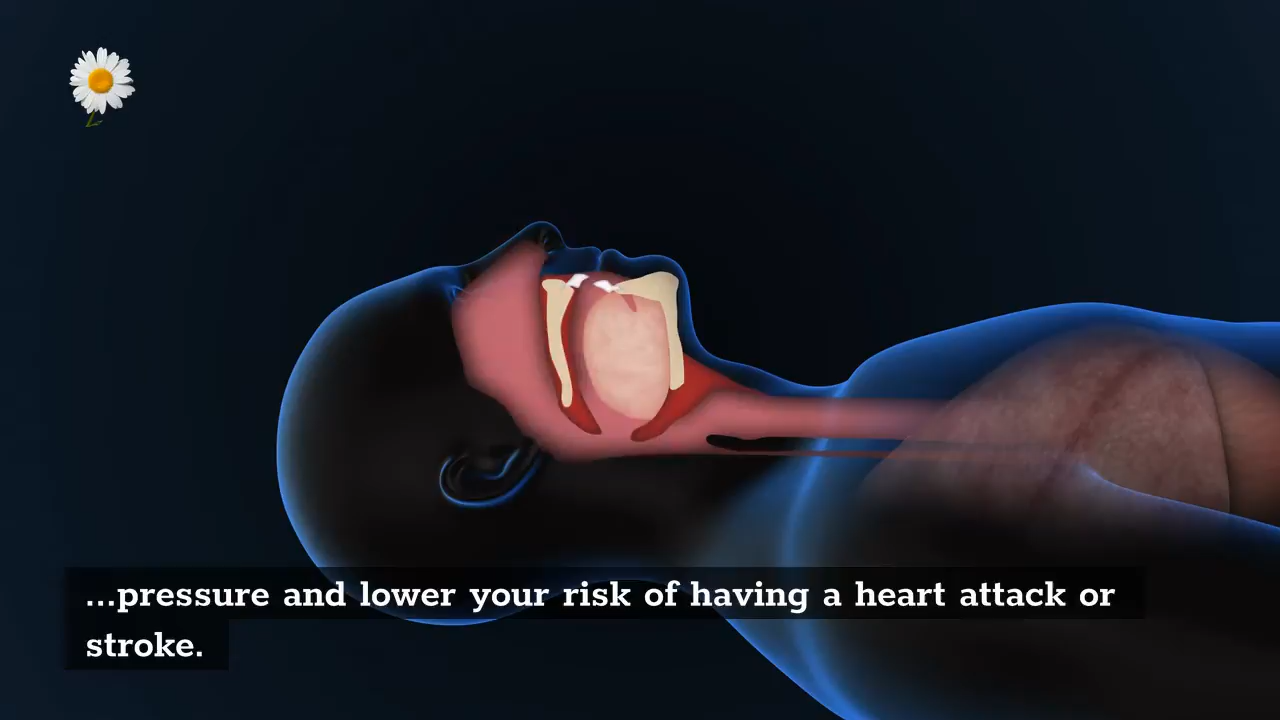 ...pressure and lower your risk of having a heart attack or
stroke.